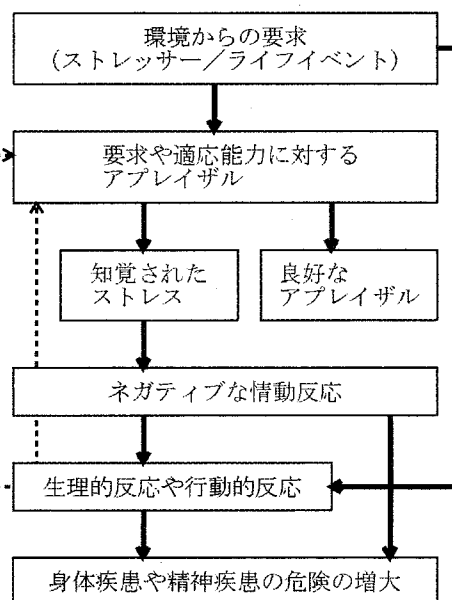 環境からの要求
（ストレッサー／ライフイベント）
要求や適応能力に対する
アプレイザル
知覚された
ストレス
良好な
アプレイザル
ネガティブな情動反応
生理的反応や行動的反応
身体疾患や精神疾患の危険の増大